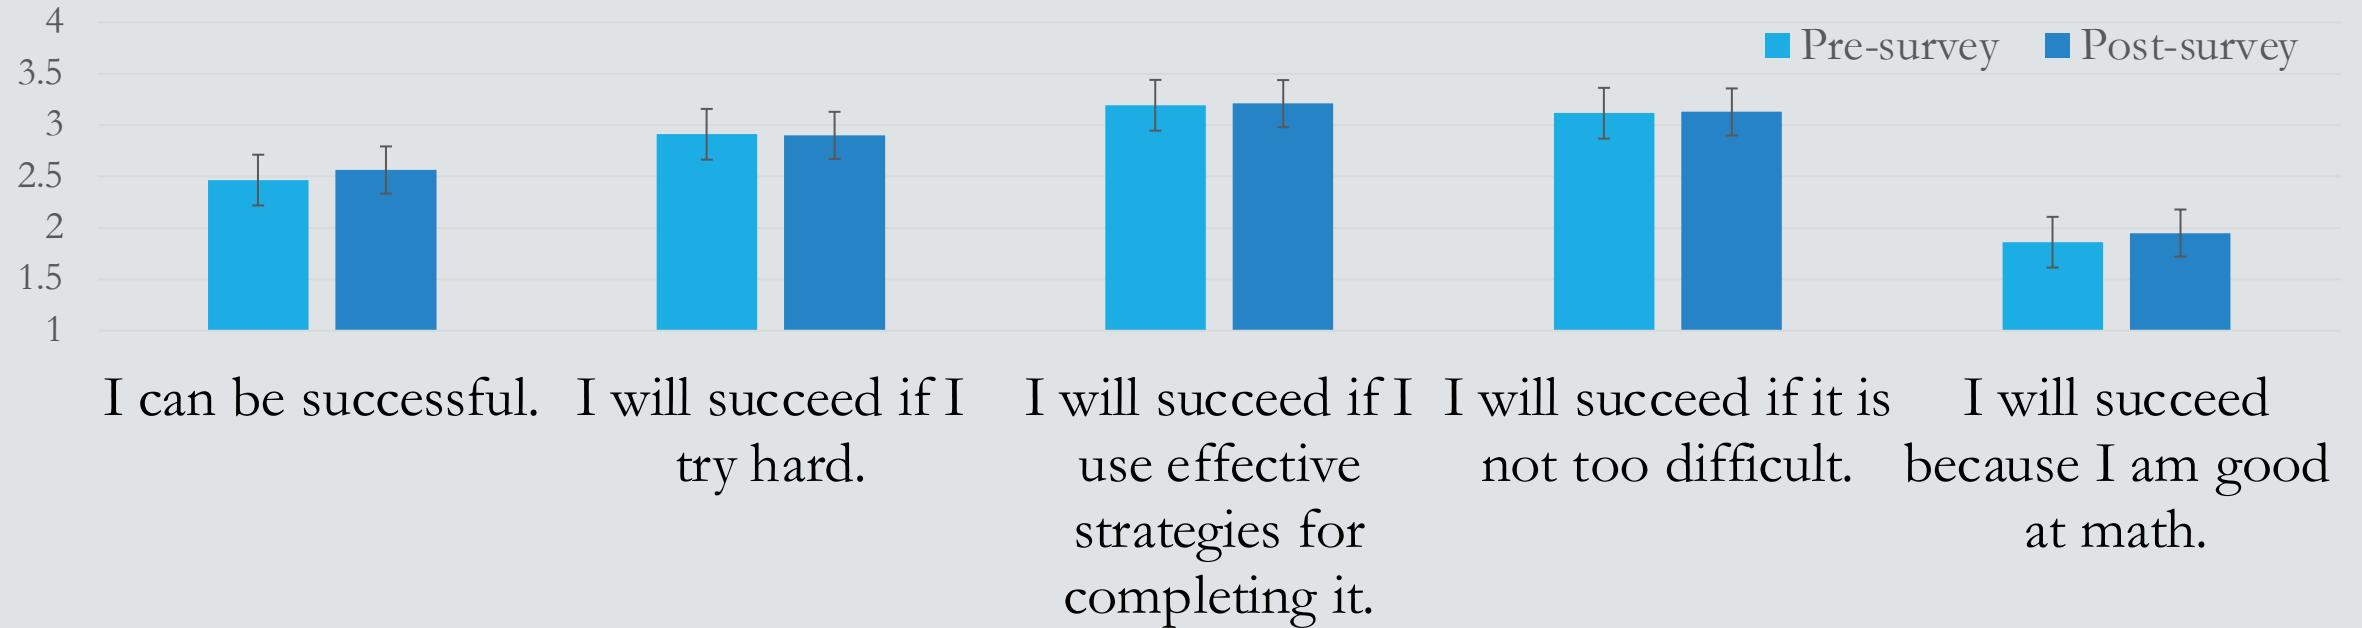 4
3.5
3
2.5
2
1.5
1
Pre-survey
Post-survey
I can be successful.
I will succeed if I
try hard.
I will succeed if I
use effective
strategies for
completing it.
I will succeed if it is
not too difficult.
I will succeed
because I am good
at math.